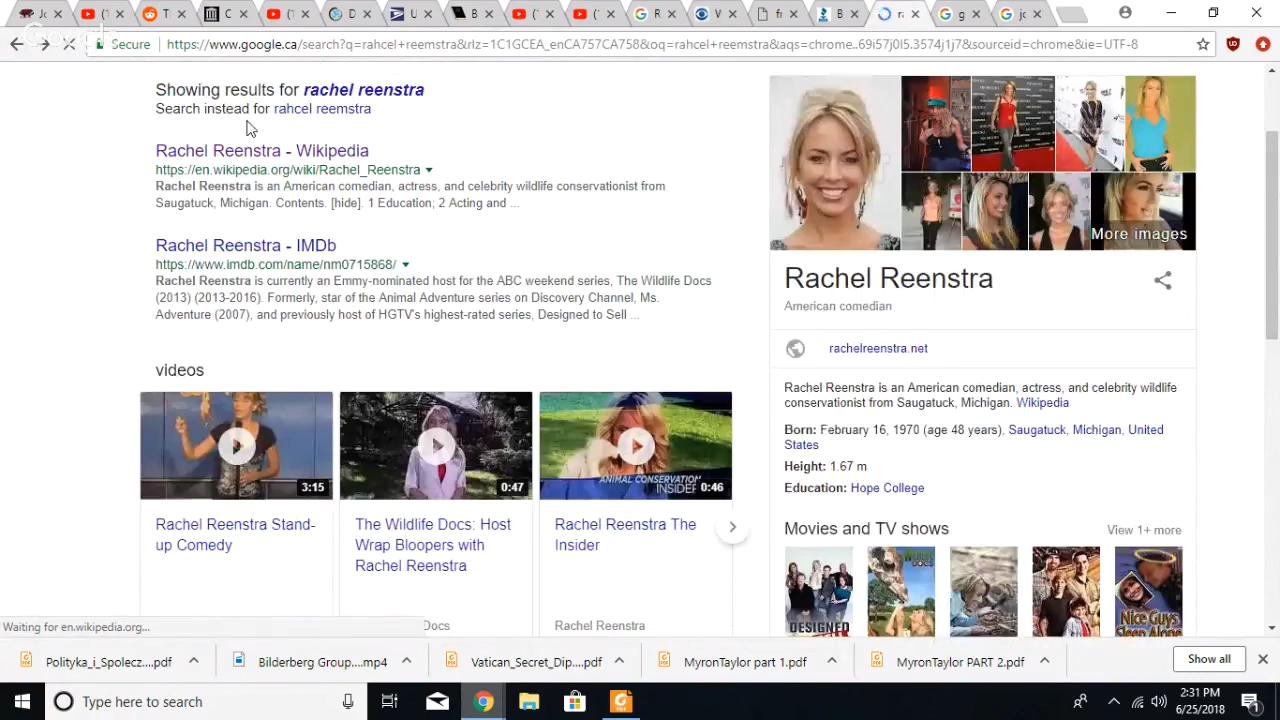 Secure
https://www.google.ca/search?q=rahcel+reemstra&rlz=1C1GCEA_enCA757CA758&oq=rahcel+reemstra&aqs=chrome..69i57j0l5.3574j1j7&sourceid=chrome&ie=UTF-8
Showing results for rachel reenstra
Search instead for rahcel reemstra
Rachel Reenstra - Wikipedia
https://en.wikipedia.org/wiki/Rachel_Reenstra
Rachel Reenstra is an American comedian, actress, and celebrity wildlife conservationist from
Saugatuck, Michigan. Contents. [hide]. 1 Education; 2 Acting and ...
Rachel Reenstra - IMDb
https://www.imdb.com/name/nm0715868/
Rachel Reenstra is currently an Emmy-nominated host for the ABC weekend series, The Wildlife Docs
(2013) (2013-2016). Formerly, star of the Animal Adventure series on Discovery Channel, Ms.
Adventure (2007), and previously host of HGTV's highest-rated series, Designed to Sell ...
videos
3:15
0:47
ANIMAL CONSERVATION
INSIDER
0:46
Rachel Reenstra Stand-
up Comedy
The Wildlife Docs: Host
Wrap Bloopers with
Rachel Reenstra
Rachel Reenstra The
Insider
Docs
Rachel Reenstra
More images
Rachel Reenstra
American comedian
rachelreenstra.net
Rachel Reenstra is an American comedian, actress, and celebrity wildlife
conservationist from Saugatuck, Michigan. Wikipedia
Born: February 16, 1970 (age 48 years), Saugatuck, Michigan, United
States
Height: 1.67 m
Education: Hope College
Movies and TV shows
View 1+ more
DESIGNED
Nice Guys
Sleep Alone
Waiting for en.wikipedia.org...
Polityka_i_Spolecz....pdf
Bilderberg Group....mp4
Vatican_Secret_Dip....pdf
MyronTaylor part 1.pdf
MyronTaylor PART 2.pdf
Show all
Type here to search
2:31 PM
6/25/2018